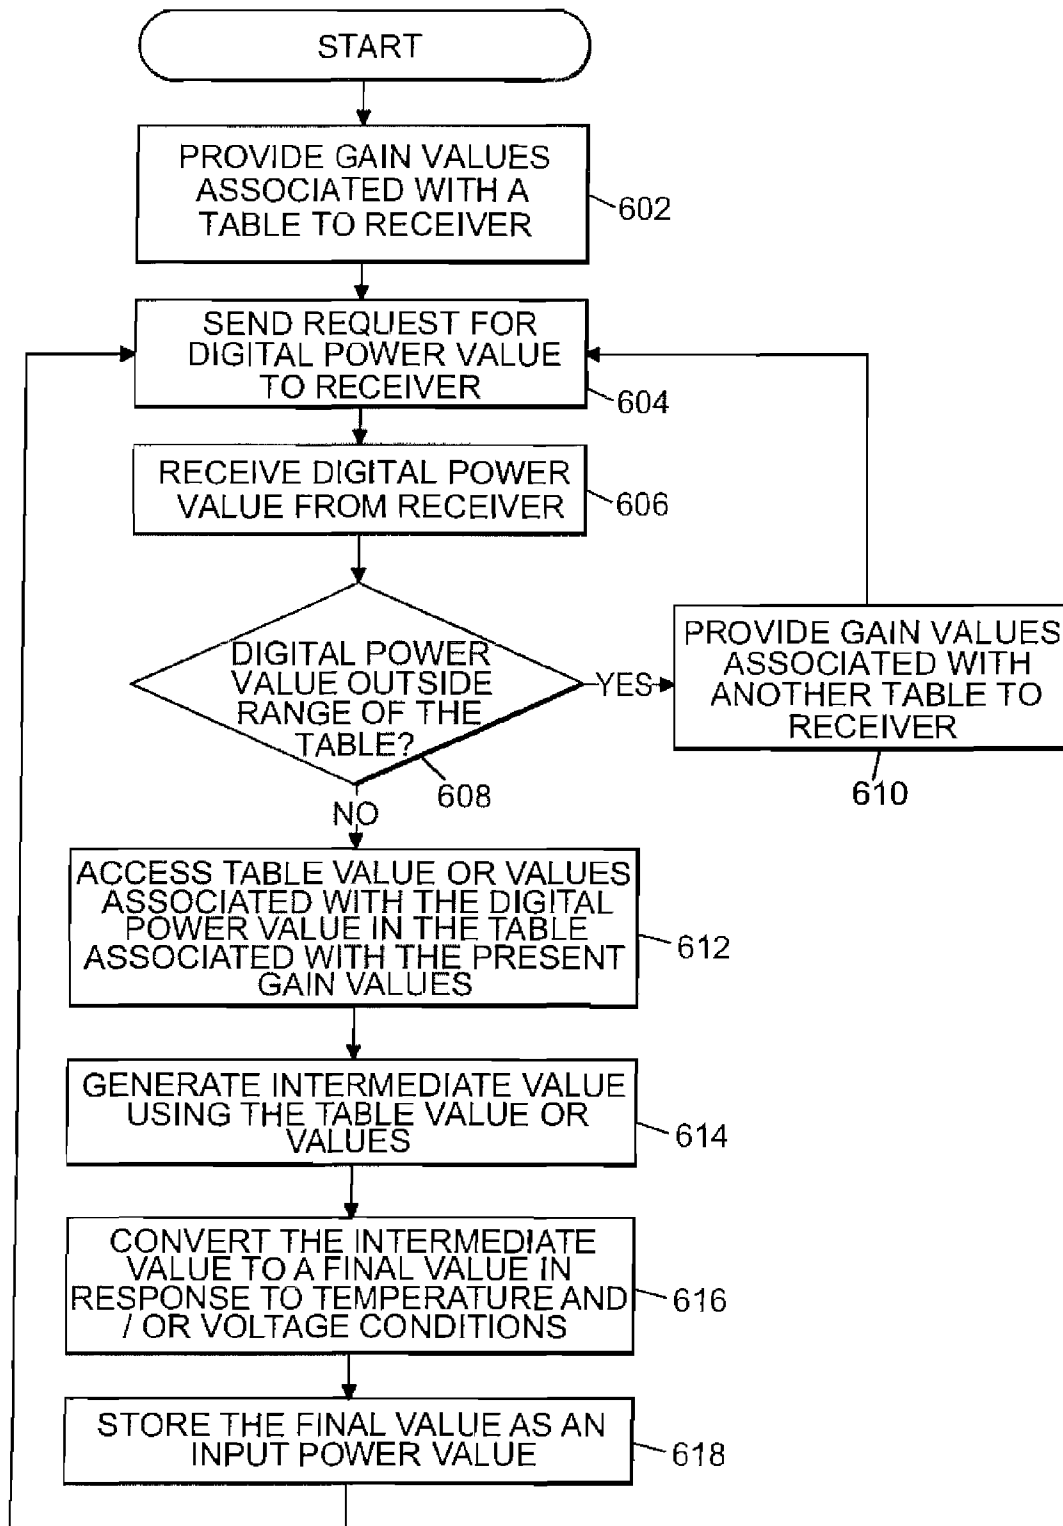 START
PROVIDE GAIN VALUES
ASSOCIATED WITH A
TABLE TO RECEIVER
602
SEND REQUEST FOR
DIGITAL POWER VALUE
TO RECEIVER
604
RECEIVE DIGITAL POWER
VALUE FROM RECEIVER
606
DIGITAL POWER
VALUE OUTSIDE
RANGE OF THE
TABLE?
608
YES
PROVIDE GAIN VALUES
ASSOCIATED WITH
ANOTHER TABLE TO
RECEIVER
610
NO
ACCESS TABLE VALUE OR VALUES
ASSOCIATED WITH THE DIGITAL
POWER VALUE IN THE TABLE
ASSOCIATED WITH THE PRESENT
GAIN VALUES
612
GENERATE INTERMEDIATE VALUE
USING THE TABLE VALUE OR
VALUES
614
CONVERT THE INTERMEDIATE
VALUE TO A FINAL VALUE IN
RESPONSE TO TEMPERATURE AND
/ OR VOLTAGE CONDITIONS
616
STORE THE FINAL VALUE AS AN
INPUT POWER VALUE
618